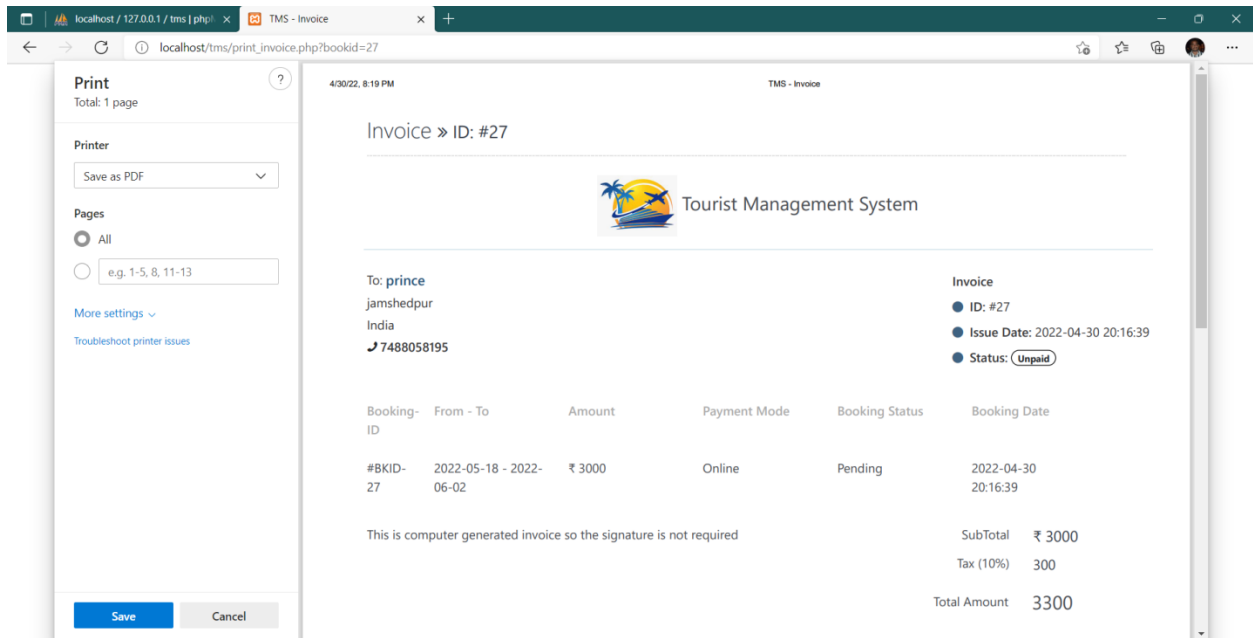 localhost / 127.0.0.1 / tms | phpl
TMS - Invoice
localhost/tms/print_invoice.php?bookid=27
Print
Total: 1 page
?
Printer
Save as PDF
Pages
All
e.g. 1-5, 8, 11-13
More settings
Troubleshoot printer issues
Save Cancel
4/30/22, 8:19 PM TMS - Invoice
Invoice » ID: #27
Tourist Management System
To: prince
jamshedpur
India
7488058195
Invoice
ID: #27
Issue Date: 2022-04-30 20:16:39
Status: Unpaid
Booking- From - To Amount Payment Mode Booking Status Booking Date
ID
#BKID- 2022-05-18 - 2022- ₹ 3000 Online Pending 2022-04-30
27 06-02 20:16:39
This is computer generated invoice so the signature is not required
SubTotal ₹ 3000
Tax (10%) 300
Total Amount 3300